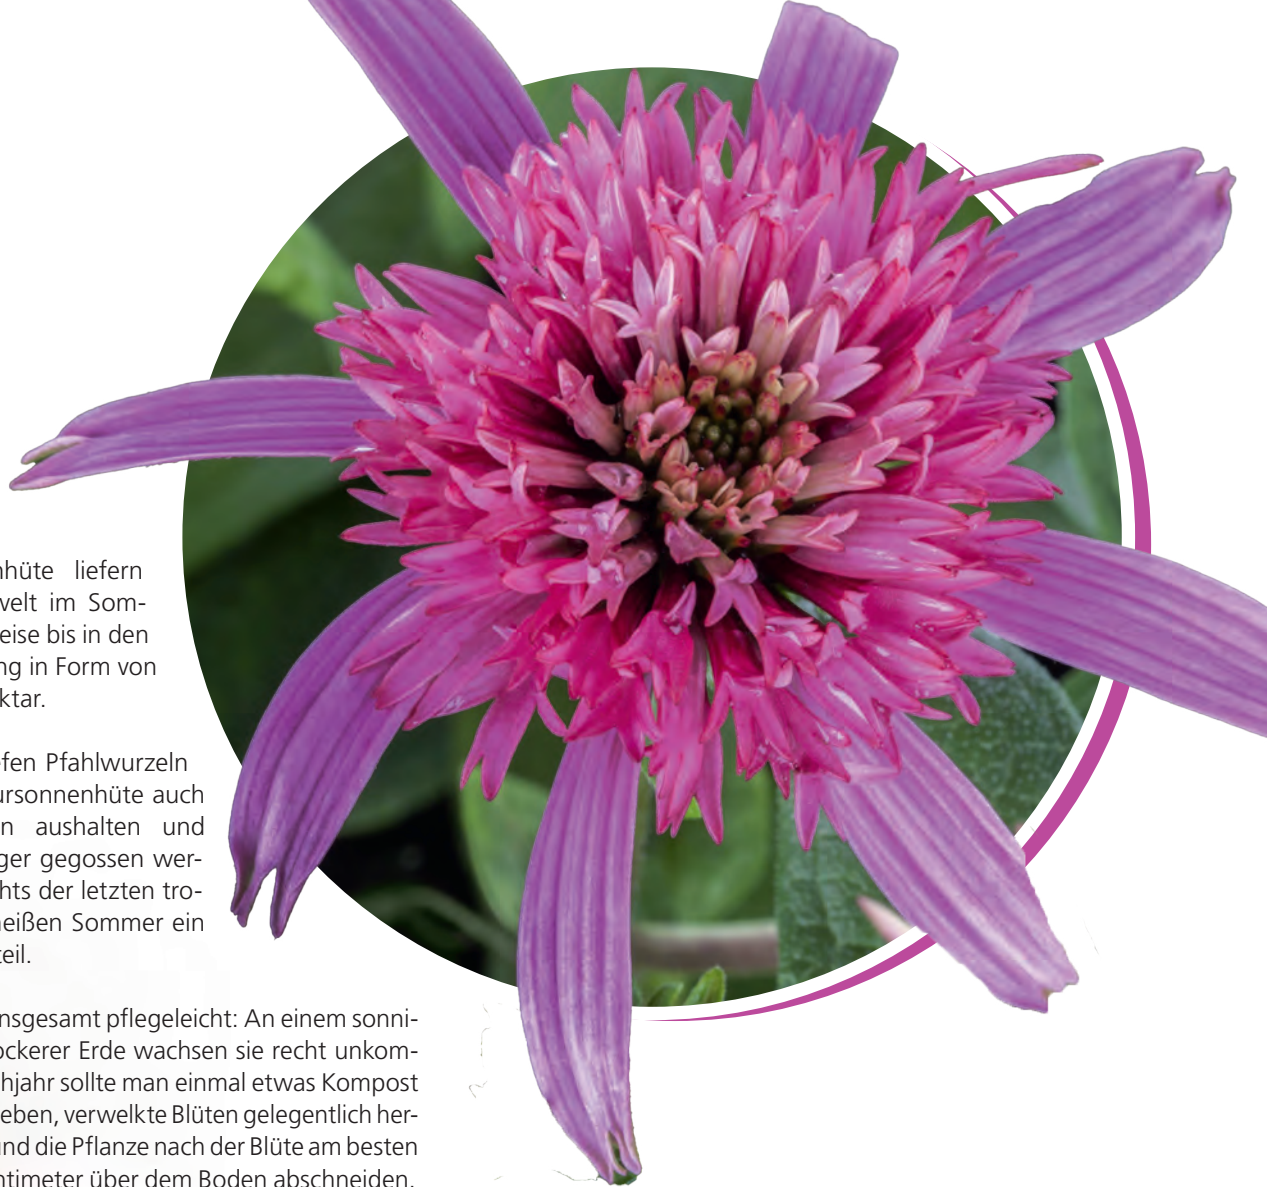 nhüte liefern
welt im Som-
eise bis in den
ng in Form von
ktar.
efen Pfahlwurzeln
ursonnenhüte auch
n aushalten und
ger gegossen wer-
chts der letzten tro-
heißen Sommer ein
teil.
nsgesamt pflegeleicht: An einem sonni-
ockerer Erde wachsen sie recht unkom-
hjahr sollte man einmal etwas Kompost
eben, verwelkte Blüten gelegentlich her-
und die Pflanze nach der Blüte am besten
ntimeter über dem Boden abschneiden.